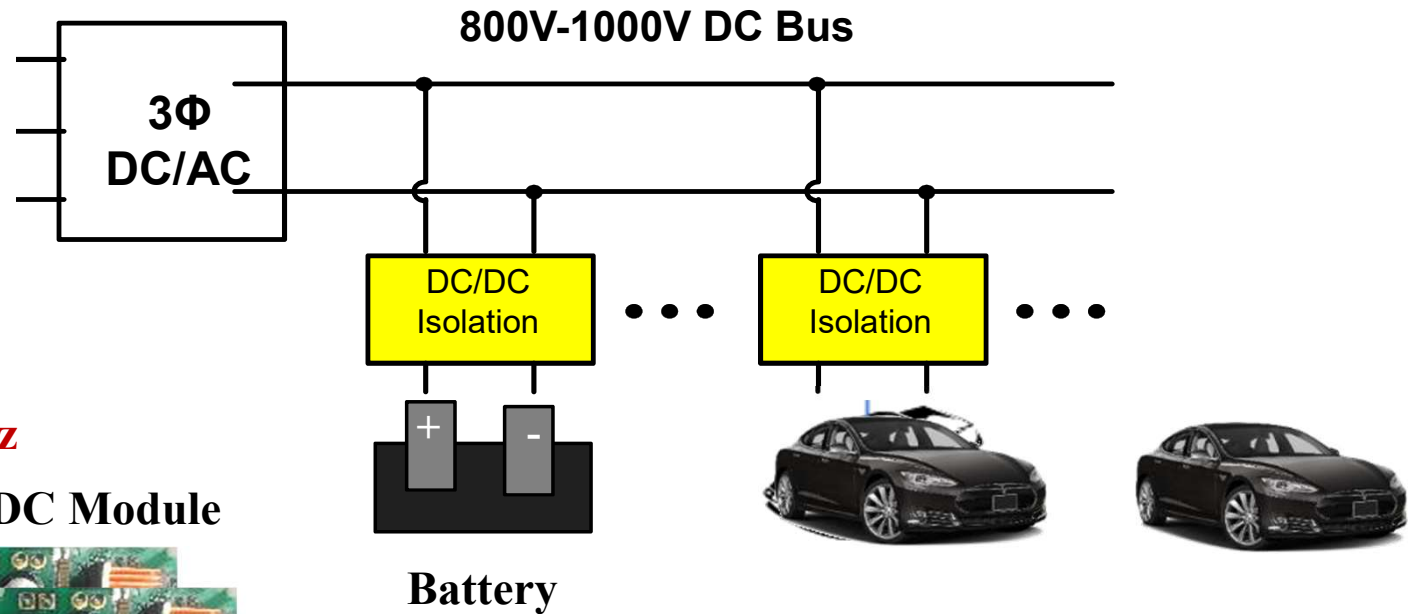 800V-1000V DC Bus
3Φ
DC/AC
DC/DC
Isolation
DC/DC
Isolation
+
-
z
DC Module
Battery